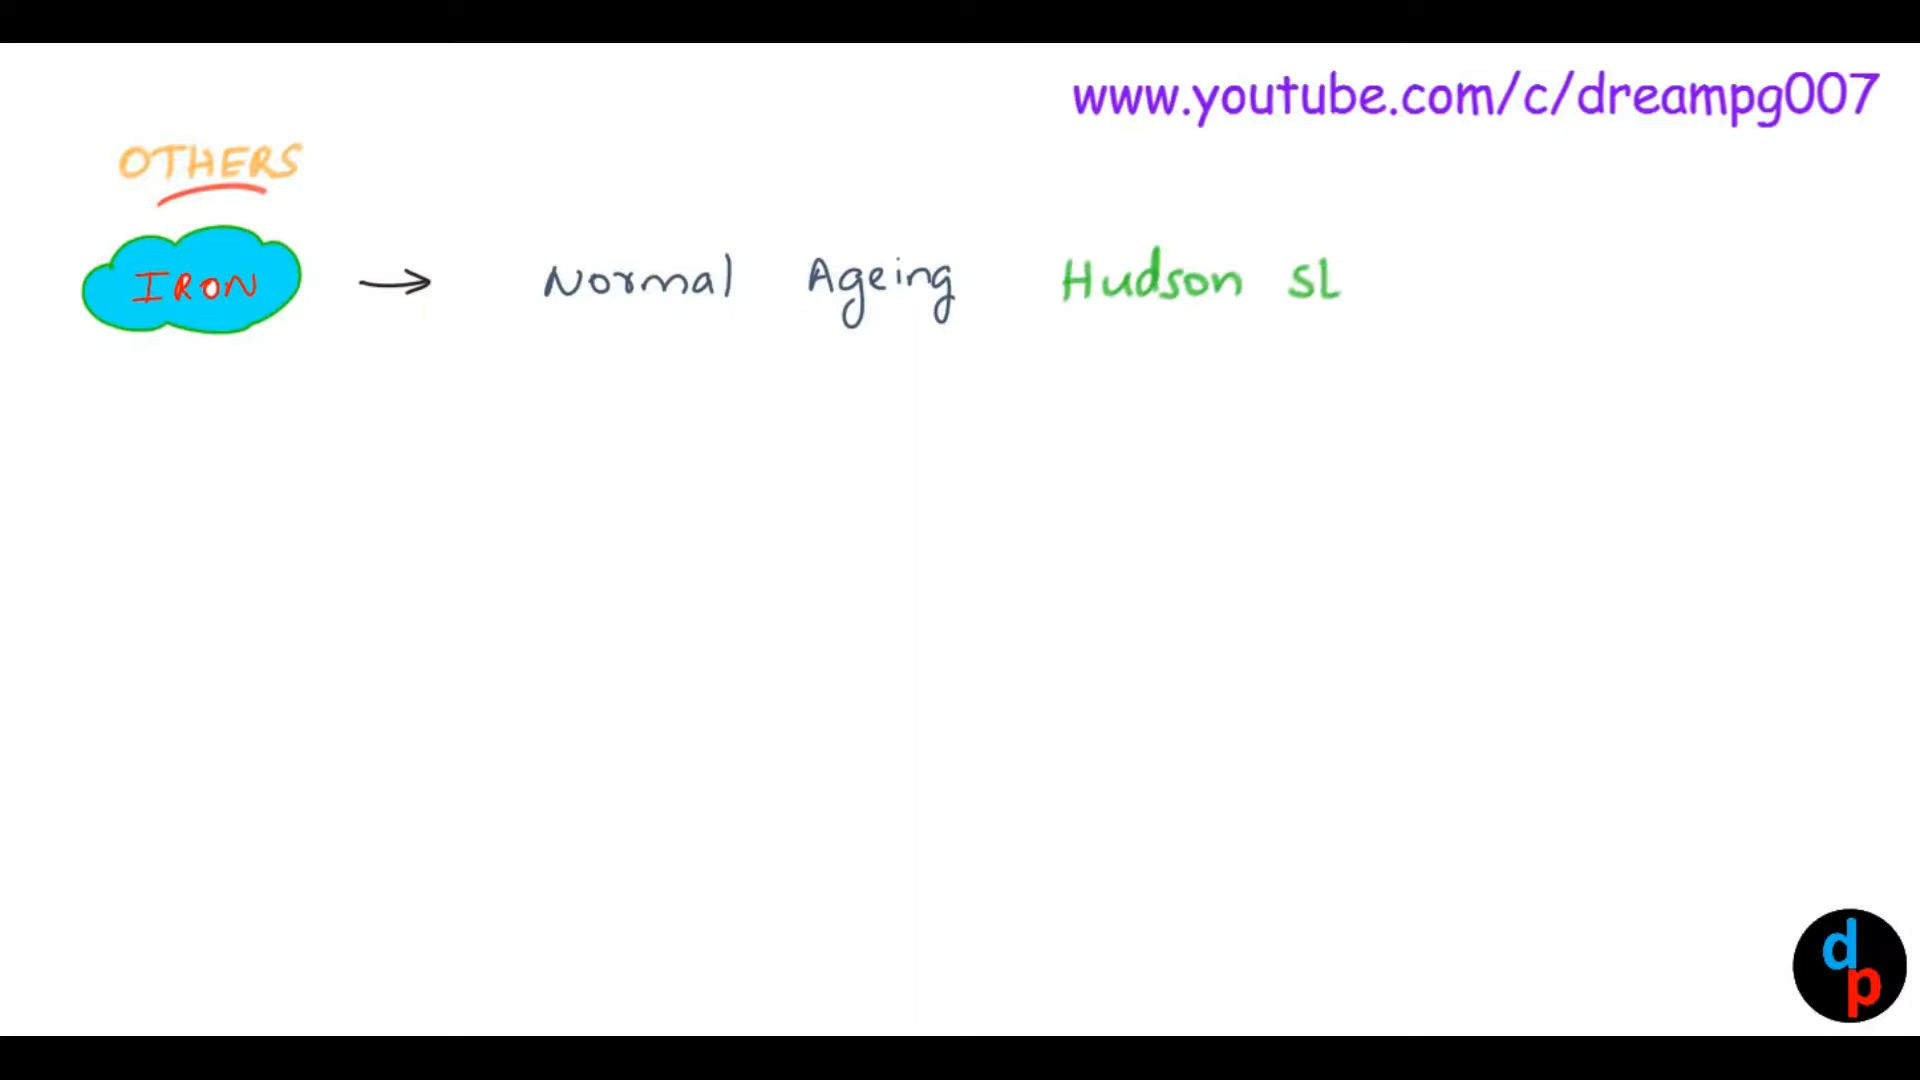 www.youtube.com/c/dreampg007
OTHERS
IRON → Normal Ageing Hudson SL
dp